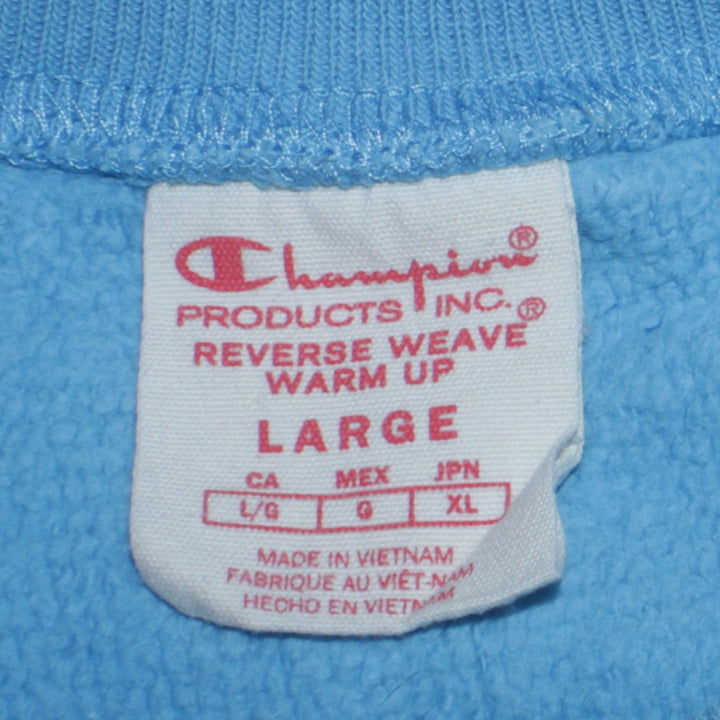 Champion®
PRODUCTS INC.
REVERSE WEAVE®
WARM UP
LARGE
CA MEX JPN
L/G G XL
MADE IN VIETNAM
FABRIQUE AU VIÊT-NAM
HECHO EN VIETNAM